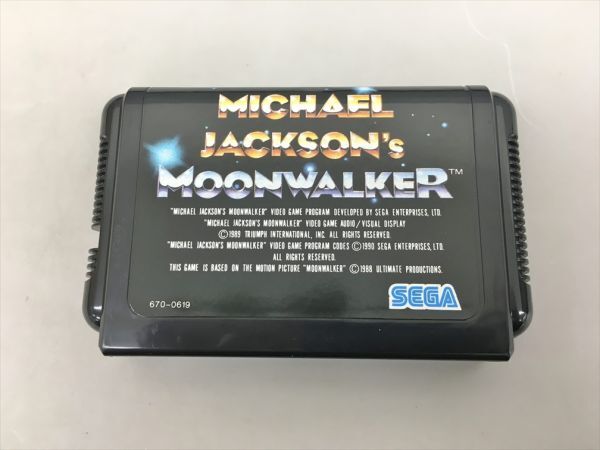 MICHAEL
JACKSON's
MOONWALKER™
"MICHAEL JACKSON'S MOONWALKER" VIDEO GAME PROGRAM DEVELOPED BY SEGA ENTERPRISES, LTD.
"MICHAEL JACKSON'S MOONWALKER" VIDEO GAME AUDIO/VISUAL DISPLAY
©1989 TRIUMPH INTERNATIONAL, INC. ALL RIGHTS RESERVED.
"MICHAEL JACKSON'S MOONWALKER" VIDEO GAME PROGRAM CODES ©1990 SEGA ENTERPRISES, LTD.
ALL RIGHTS RESERVED.
THIS GAME IS BASED ON THE MOTION PICTURE "MOONWALKER" ©1988 ULTIMATE PRODUCTIONS.
670-0619
SEGA